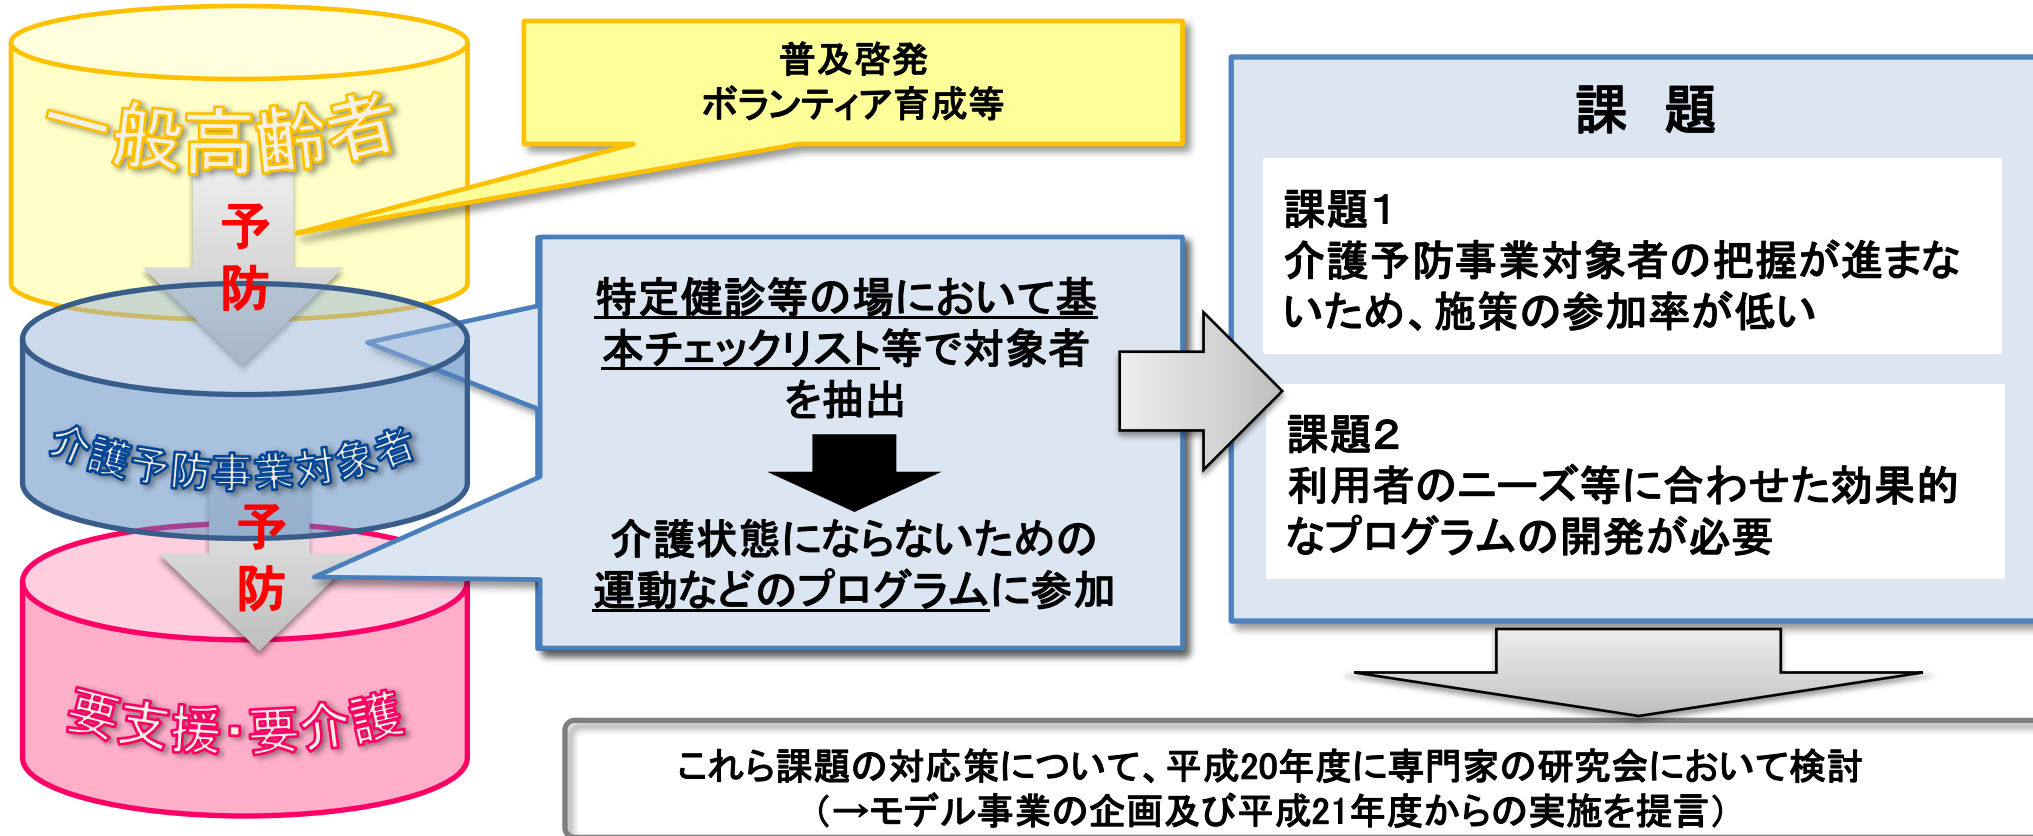 一般高齢者
予
防
介護予防事業対象者
予
防
要支援・要介護
普及啓発
ボランティア育成等
特定健診等の場において基
本チェックリスト等で対象者
を抽出
介護状態にならないための
運動などのプログラムに参加
課　題
課題１
介護予防事業対象者の把握が進まな
いため、施策の参加率が低い
課題２
利用者のニーズ等に合わせた効果的
なプログラムの開発が必要
これら課題の対応策について、平成20年度に専門家の研究会において検討
（→モデル事業の企画及び平成21年度からの実施を提言）